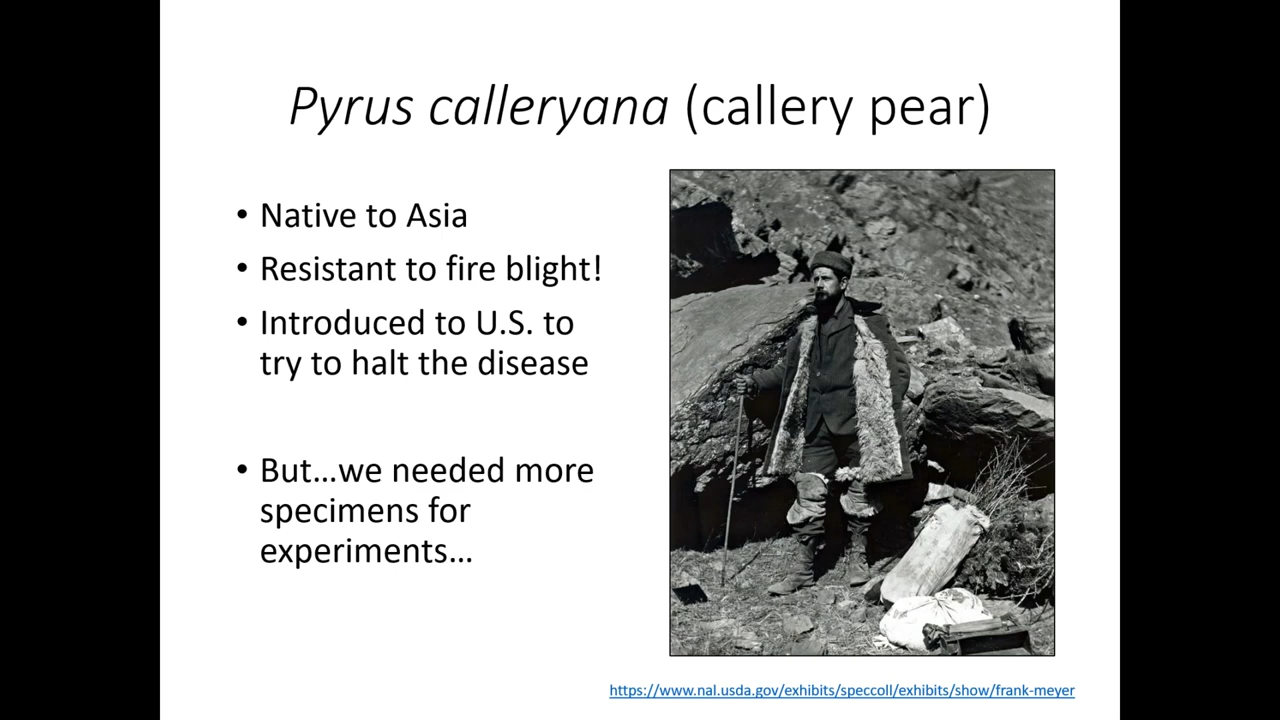 Pyrus calleryana (callery pear)
• Native to Asia
• Resistant to fire blight!
• Introduced to U.S. to
try to halt the disease
• But…we needed more
specimens for
experiments…
https://www.nal.usda.gov/exhibits/speccoll/exhibits/show/frank-meyer